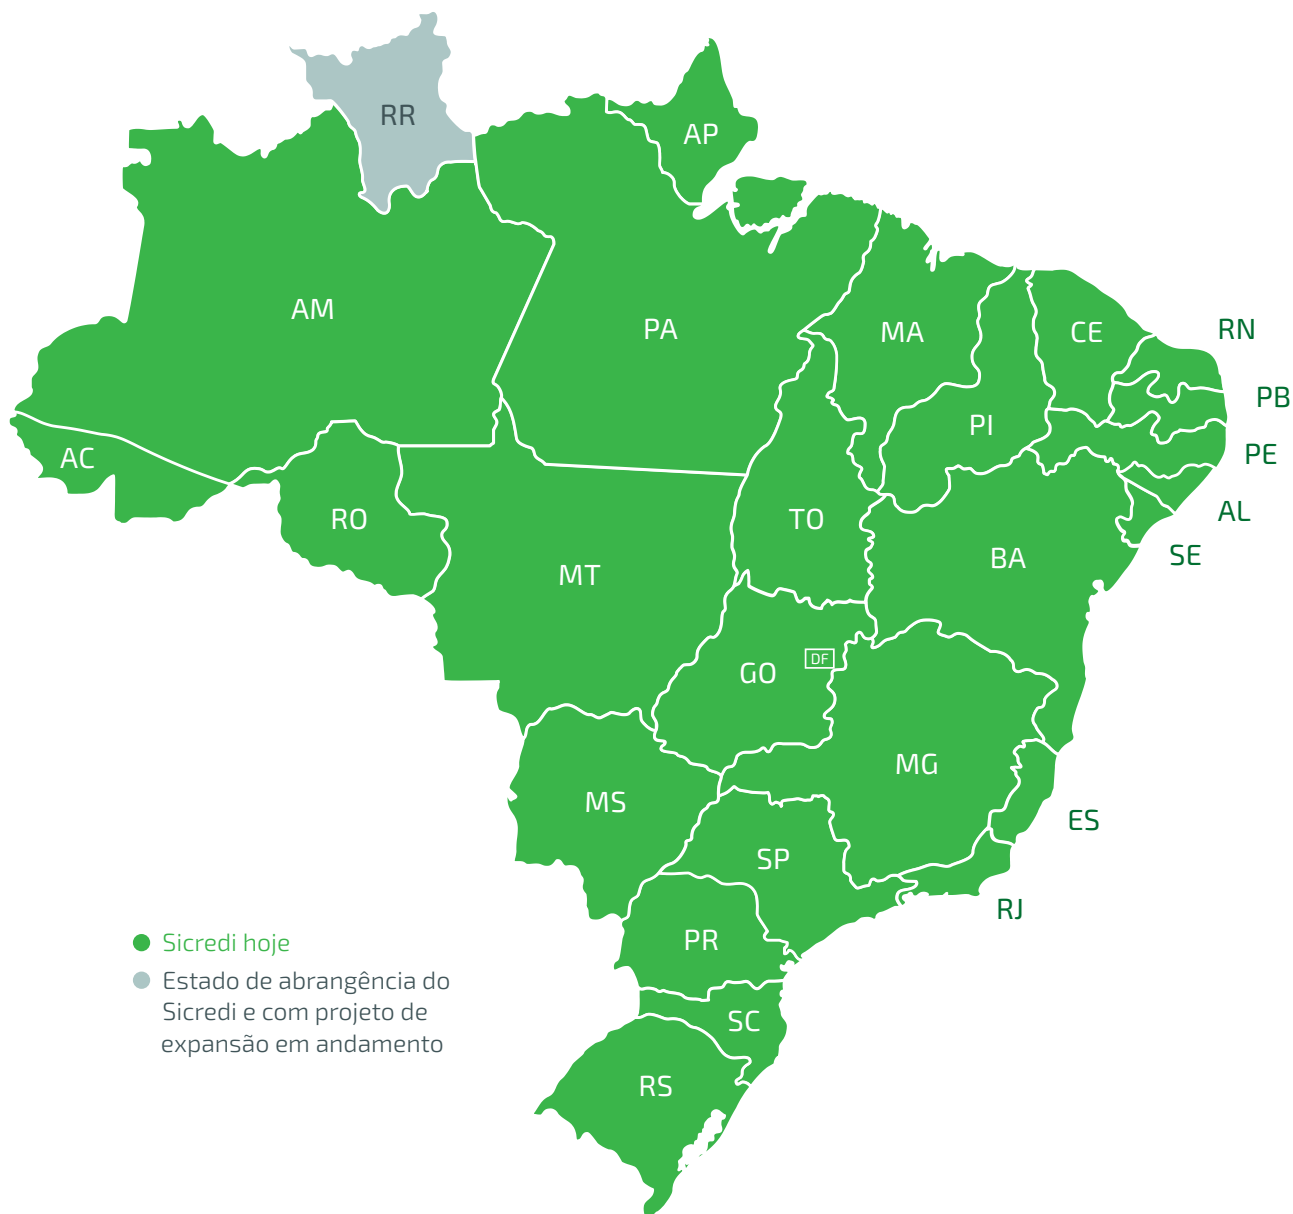 RR
AP
AM
PA
MA
CE
RN
PB
PI
PE
AC
AL
RO
TO
SE
BA
MT
DF
GO
MG
MS
ES
SP
RJ
PR
Sicredi hoje
Estado de abrangência do
Sicredi e com projeto de
expansão em andamento
SC
RS